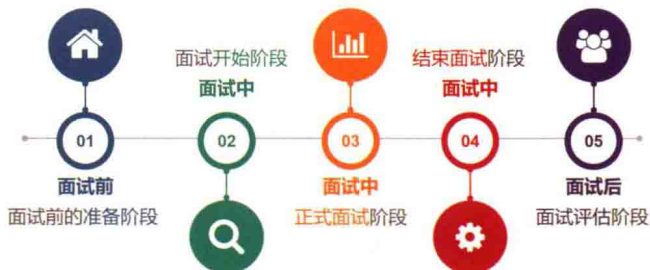 01
面试前
面试前的准备阶段
面试开始阶段
面试中
02
03
面试中
正式面试阶段
结束面试阶段
面试中
04
05
面试后
面试评估阶段